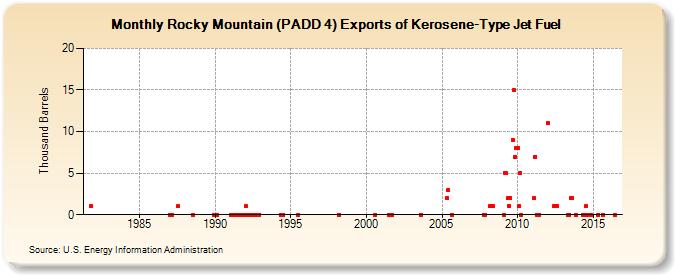 Monthly Rocky Mountain (PADD 4) Exports of Kerosene-Type Jet Fuel
Thousand Barrels
20
15
10
5
0
1985 1990 1995 2000 2005 2010 2015
Source: U.S. Energy Information Administration